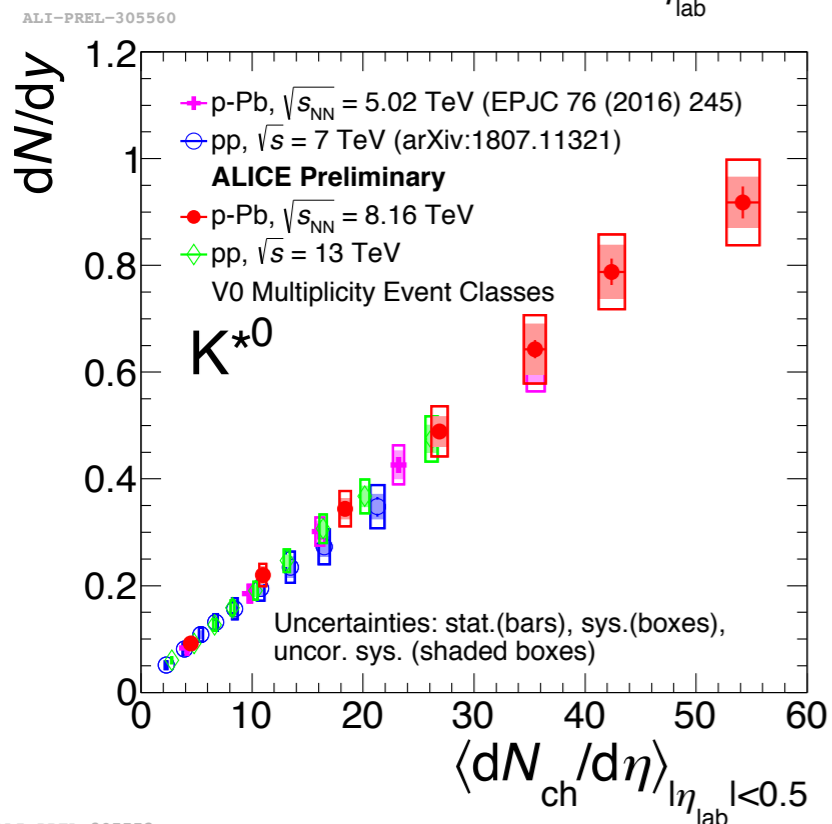 ηlab
ALI-PREL-305560
dN/dy
1.2
1
0.8
0.6
0.4
0.2
0
p-Pb, √sNN = 5.02 TeV (EPJC 76 (2016) 245)
pp, √s = 7 TeV (arXiv:1807.11321)
ALICE Preliminary
p-Pb, √sNN = 8.16 TeV
pp, √s = 13 TeV
V0 Multiplicity Event Classes
K*0
Uncertainties: stat.(bars), sys.(boxes),
uncor. sys. (shaded boxes)
0 10 20 30 40 50 60
⟨dNch/dη⟩|ηlab|<0.5